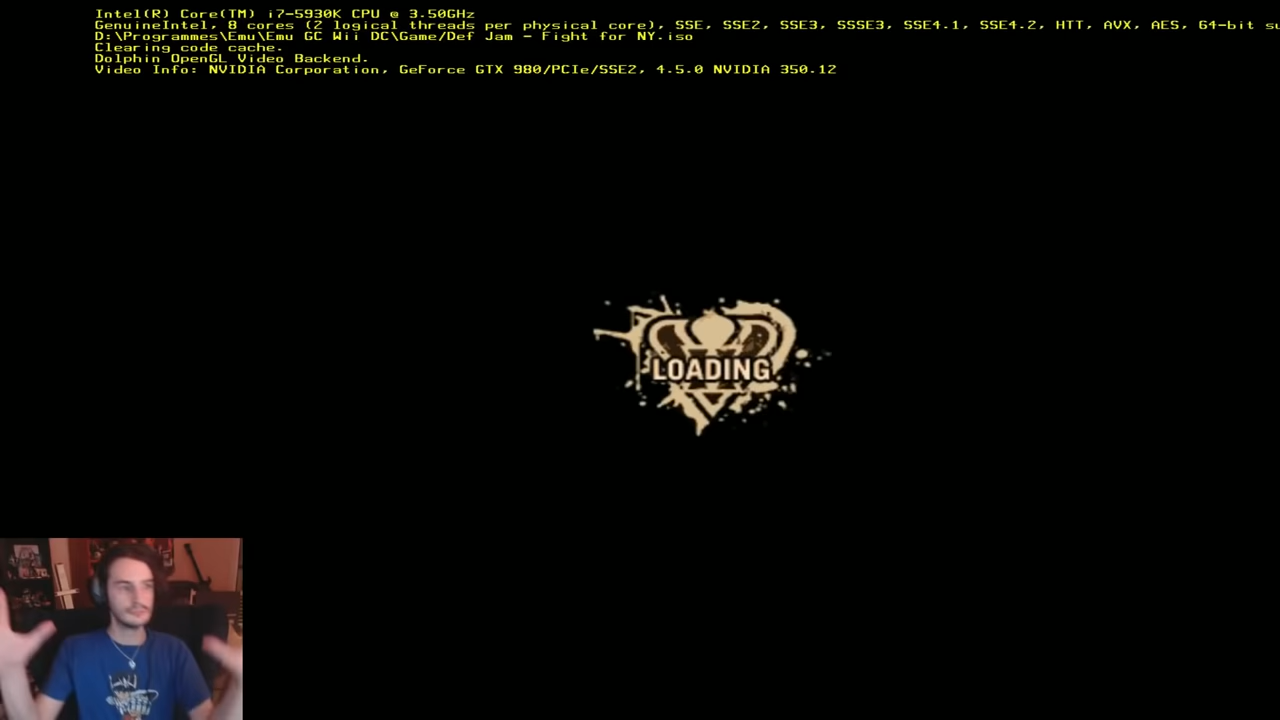 Intel(R) Core(TM) i7-5930K CPU @ 3.50GHz
GenuineIntel, 8 cores (2 logical threads per physical core), SSE, SSE2, SSE3, SSSE3, SSE4.1, SSE4.2, HTT, AVX, AES, 64-bit su
D:\Programmes\Emu\Emu GC Wii DC\Game/Def Jam - Fight for NY.iso
Clearing code cache.
Dolphin OpenGL Video Backend.
Video Info: NVIDIA Corporation, GeForce GTX 980/PCIe/SSE2, 4.5.0 NVIDIA 350.12
LOADING